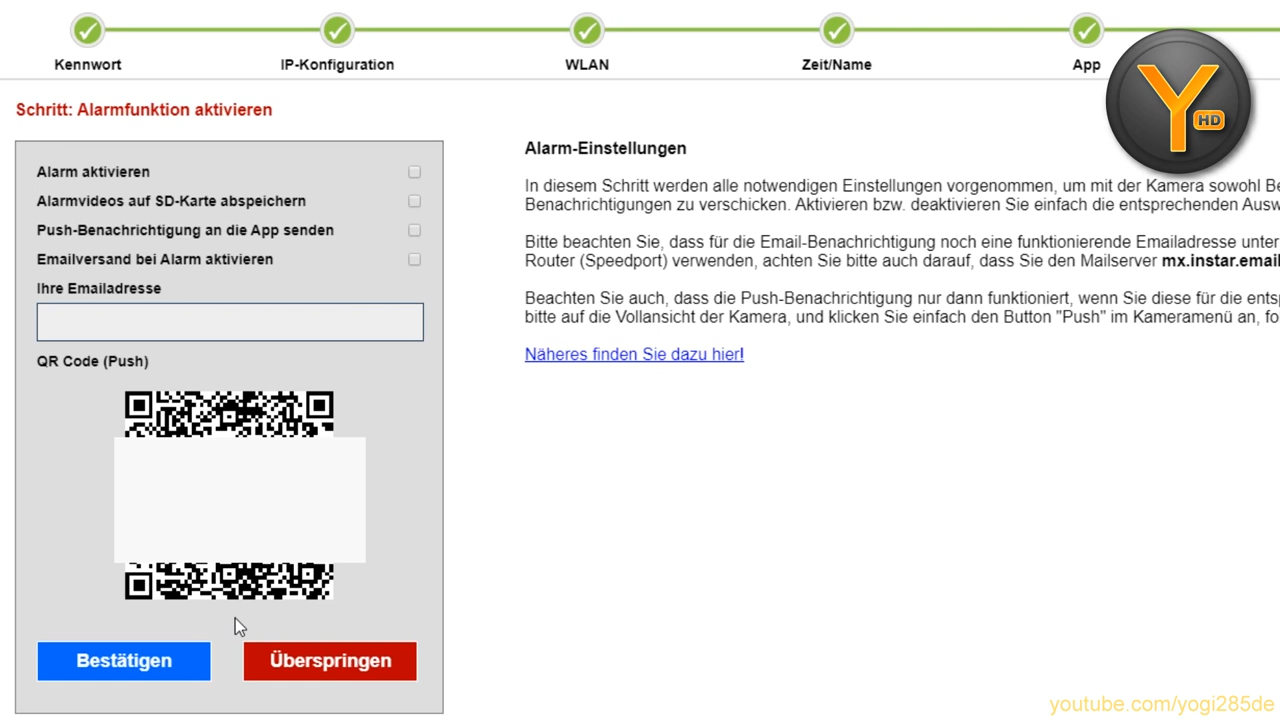 Kennwort
IP-Konfiguration
WLAN
Zeit/Name
App
Y HD
Schritt: Alarmfunktion aktivieren
Alarm aktivieren
Alarmvideos auf SD-Karte abspeichern
Push-Benachrichtigung an die App senden
Emailversand bei Alarm aktivieren
Ihre Emailadresse
QR Code (Push)
Bestätigen
Überspringen
Alarm-Einstellungen
In diesem Schritt werden alle notwendigen Einstellungen vorgenommen, um mit der Kamera sowohl Be
Benachrichtigungen zu verschicken. Aktivieren bzw. deaktivieren Sie einfach die entsprechenden Ausw
Bitte beachten Sie, dass für die Email-Benachrichtigung noch eine funktionierende Emailadresse unter
Router (Speedport) verwenden, achten Sie bitte auch darauf, dass Sie den Mailserver mx.instar.email
Beachten Sie auch, dass die Push-Benachrichtigung nur dann funktioniert, wenn Sie diese für die entsp
bitte auf die Vollansicht der Kamera, und klicken Sie einfach den Button "Push" im Kameramenü an, fo
Näheres finden Sie dazu hier!
youtube.com/yogi285de